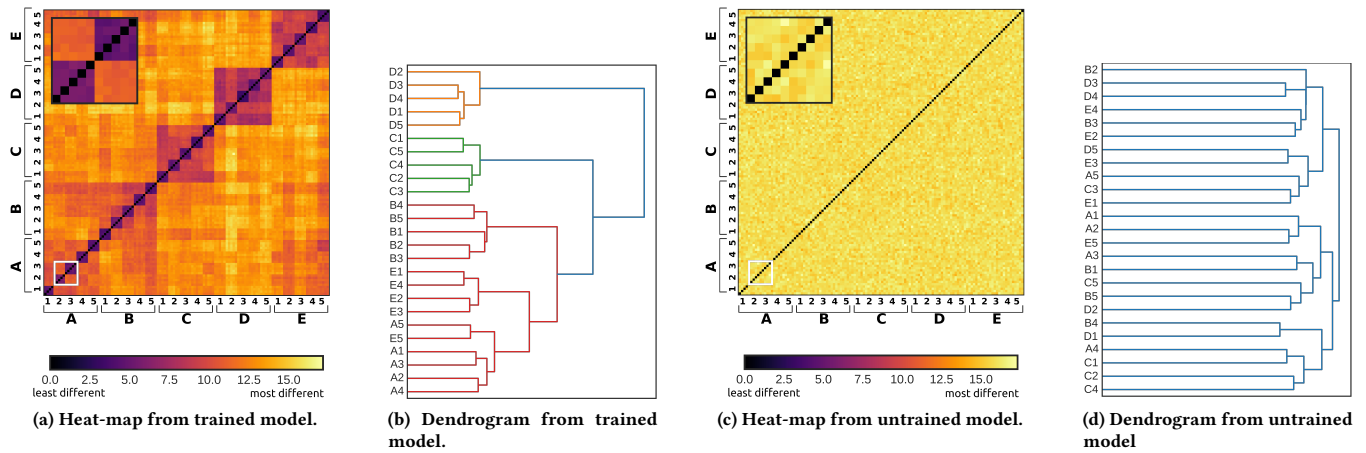 E
D
C
B
A
1 2 3 4 5
1 2 3 4 5
1 2 3 4 5
1 2 3 4 5
1 2 3 4 5
1 2 3 4 5 1 2 3 4 5 1 2 3 4 5 1 2 3 4 5 1 2 3 4 5
A B C D E
0.0 2.5 5.0 7.5 10.0 12.5 15.0
least different most different
(a) Heat-map from trained model.
D2
D3
D4
D1
D5
C1
C5
C4
C2
C3
B4
B5
B1
B2
B3
E1
E4
E2
E3
A5
E5
A1
A3
A2
A4
(b) Dendrogram from trained
model.
E
D
C
B
A
1 2 3 4 5
1 2 3 4 5
1 2 3 4 5
1 2 3 4 5
1 2 3 4 5
1 2 3 4 5 1 2 3 4 5 1 2 3 4 5 1 2 3 4 5 1 2 3 4 5
A B C D E
0.0 2.5 5.0 7.5 10.0 12.5 15.0
least different most different
(c) Heat-map from untrained model.
B2
D3
D4
E4
B3
E2
D5
E3
A5
C3
E1
A1
A2
E5
A3
B1
C5
B5
D2
B4
D1
A4
C1
C2
C4
(d) Dendrogram from untrained
model